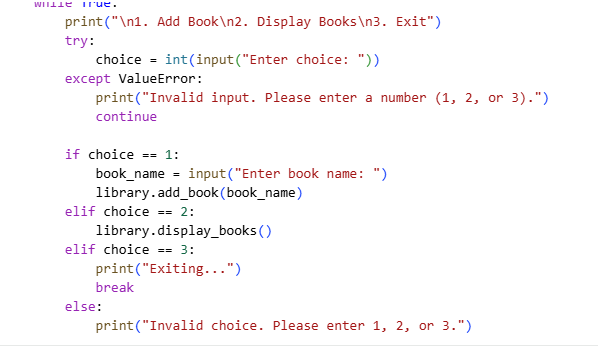 while True:
    print("\n1. Add Book\n2. Display Books\n3. Exit")
    try:
        choice = int(input("Enter choice: "))
    except ValueError:
        print("Invalid input. Please enter a number (1, 2, or 3).")
        continue

    if choice == 1:
        book_name = input("Enter book name: ")
        library.add_book(book_name)
    elif choice == 2:
        library.display_books()
    elif choice == 3:
        print("Exiting...")
        break
    else:
        print("Invalid choice. Please enter 1, 2, or 3.")